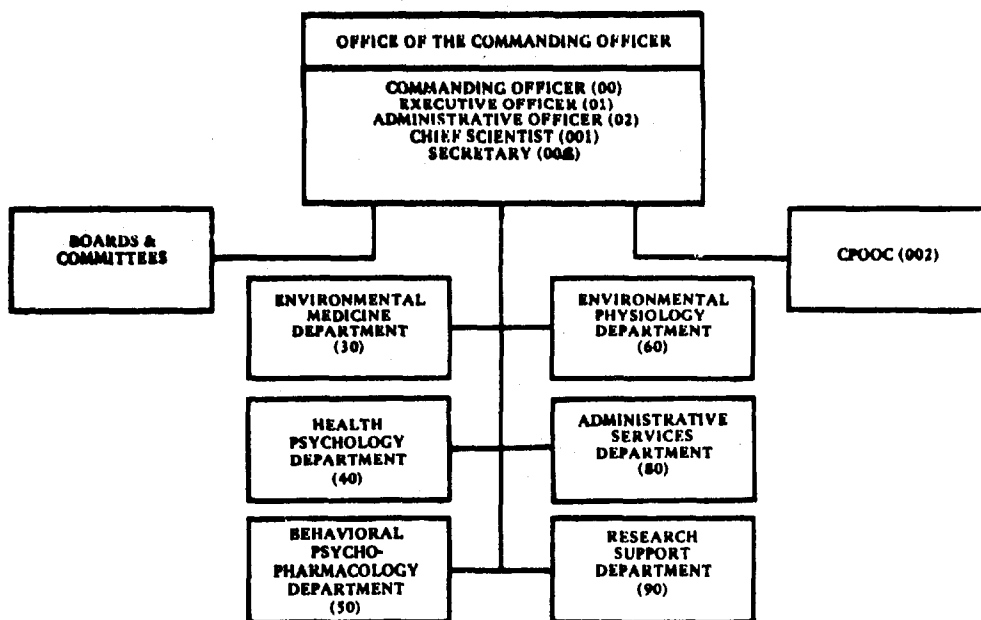 OFFICE OF THE COMMANDING OFFICER
COMMANDING OFFICER (00)
EXECUTIVE OFFICER (01)
ADMINISTRATIVE OFFICER (02)
CHIEF SCIENTIST (001)
SECRETARY
BOARDS &
COMMITTEES
CPOOC (002)
ENVIRONMENTAL
MEDICINE
DEPARTMENT
(30)
ENVIRONMENTAL
PHYSIOLOGY
DEPARTMENT
(60)
HEALTH
PSYCHOLOGY
DEPARTMENT
(40)
ADMINISTRATIVE
SERVICES
DEPARTMENT
(80)
BEHAVIORAL
PSYCHO-
PHARMACOLOGY
DEPARTMENT
(50)
RESEARCH
SUPPORT
DEPARTMENT
(90)